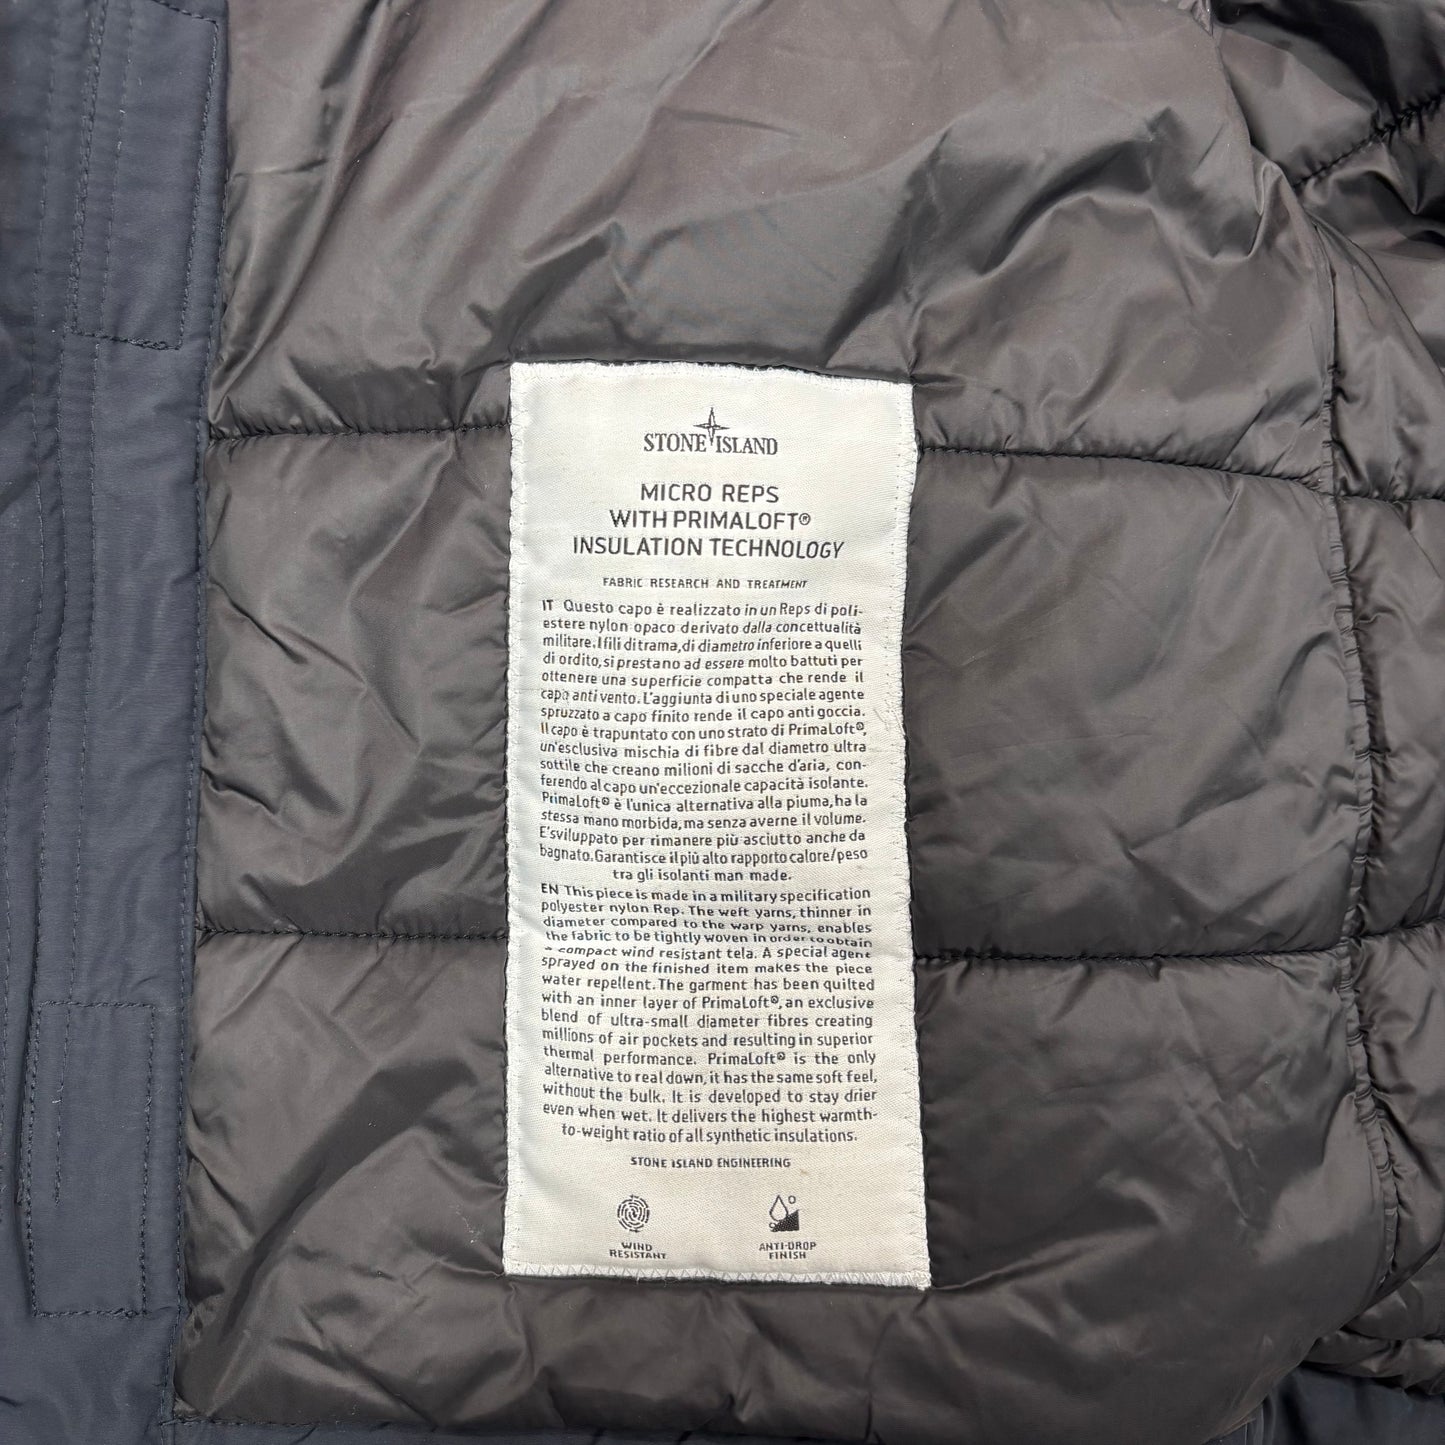 STONE ISLAND
MICRO REPS
WITH PRIMALOFT®
INSULATION TECHNOLOGY
FABRIC RESEARCH AND TREATMENT
IT Questo capo è realizzato in un Reps di poli-
estere nylon opaco derivato dalla concettualità
militare. I fili di trama, di diametro inferiore a quelli
di ordito, si prestano ad essere molto battuti per
ottenere una superficie compatta che rende il
capo anti vento. L'aggiunta di uno speciale agente
spruzzato a capo finito rende il capo anti goccia.
Il capo è trapuntato con uno strato di PrimaLoft®,
un'esclusiva mischia di fibre dal diametro ultra
sottile che creano milioni di sacche d'aria, con-
ferendo al capo un'eccezionale capacità isolante.
PrimaLoft® è l'unica alternativa alla piuma, ha la
stessa mano morbida, ma senza averne il volume.
E'sviluppato per rimanere più asciutto anche da
bagnato. Garantisce il più alto rapporto calore/peso
tra gli isolanti man made.
EN This piece is made in a military specification
polyester nylon Rep. The weft yarns, thinner in
diameter compared to the warp yarns, enables
the fabric to be tightly woven in order to obtain
a compact wind resistant tela. A special agent
sprayed on the finished item makes the piece
water repellent. The garment has been quilted
with an inner layer of PrimaLoft®, an exclusive
blend of ultra-small diameter fibres creating
millions of air pockets and resulting in superior
thermal performance. PrimaLoft® is the only
alternative to real down, it has the same soft feel,
without the bulk. It is developed to stay drier
even when wet. It delivers the highest warmth-
to-weight ratio of all synthetic insulations.
STONE ISLAND ENGINEERING
WIND
RESISTANT
ANTI-DROP
FINISH